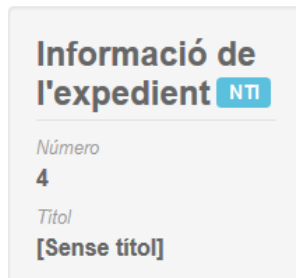 Informació de
l'expedient NTI
Número
4
Títol
[Sense títol]